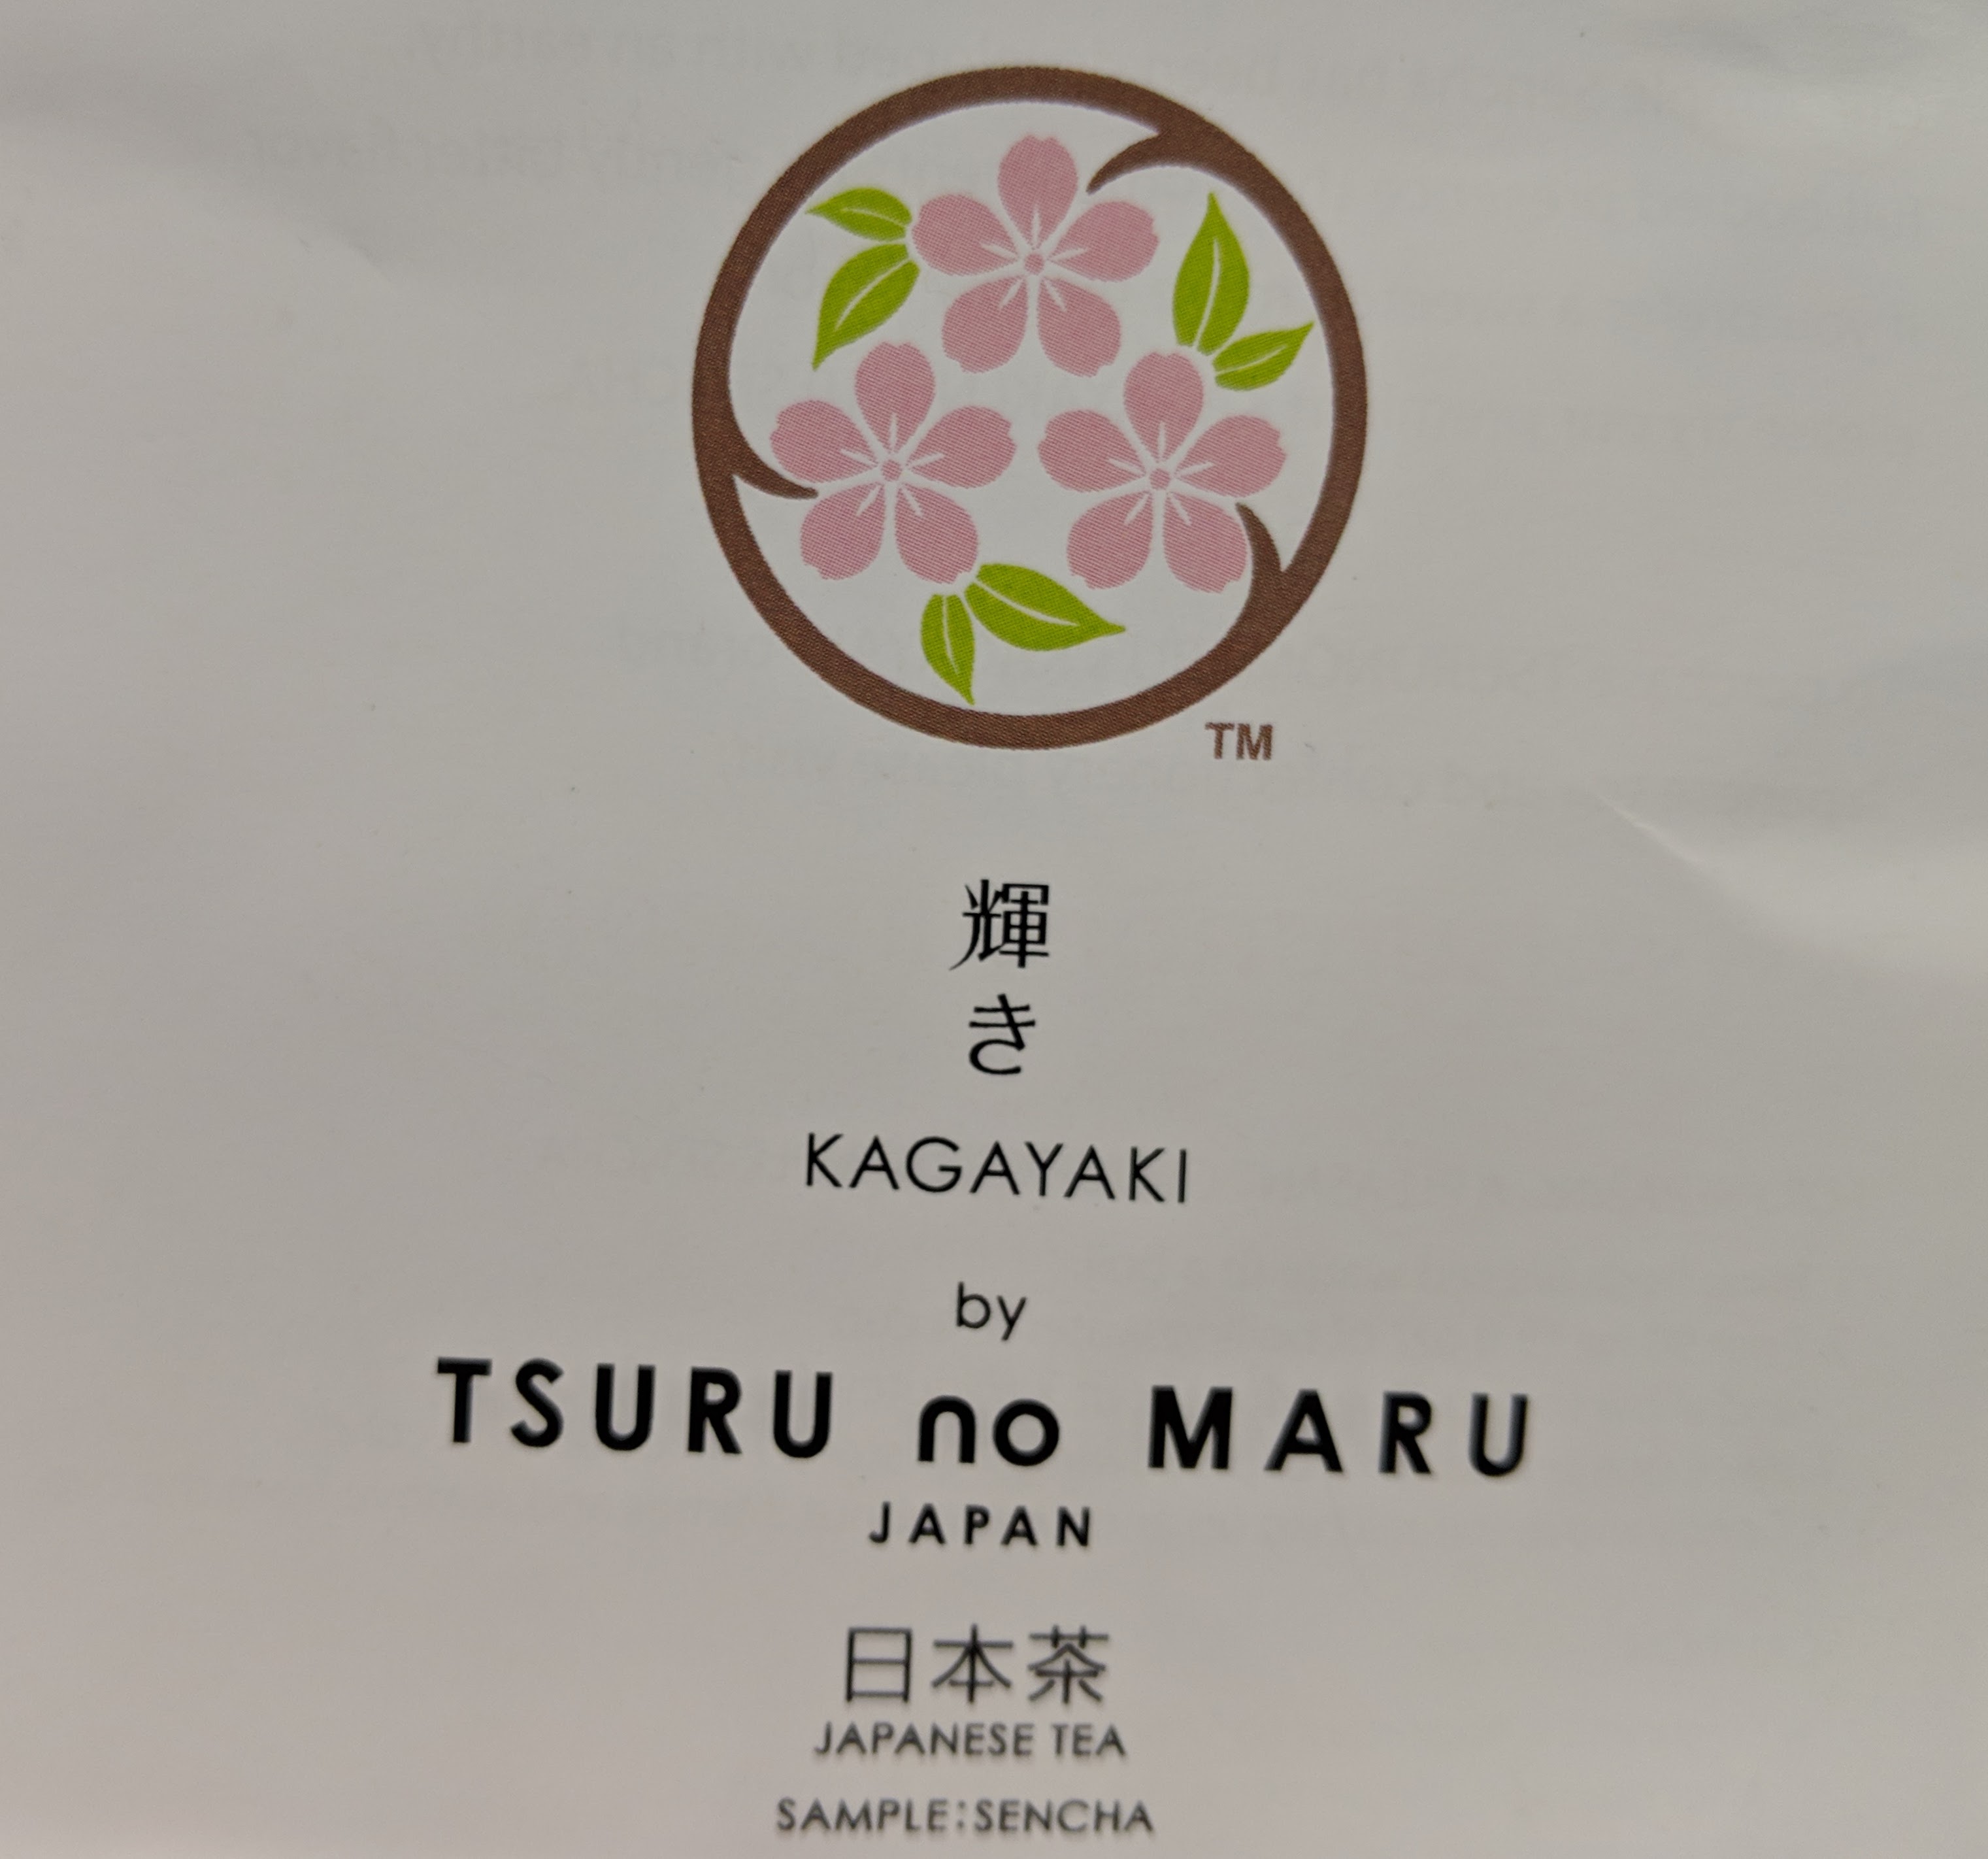 TM
輝き
KAGAYAKI
by
TSURU no MARU
JAPAN
日本茶
JAPANESE TEA
SAMPLE:SENCHA